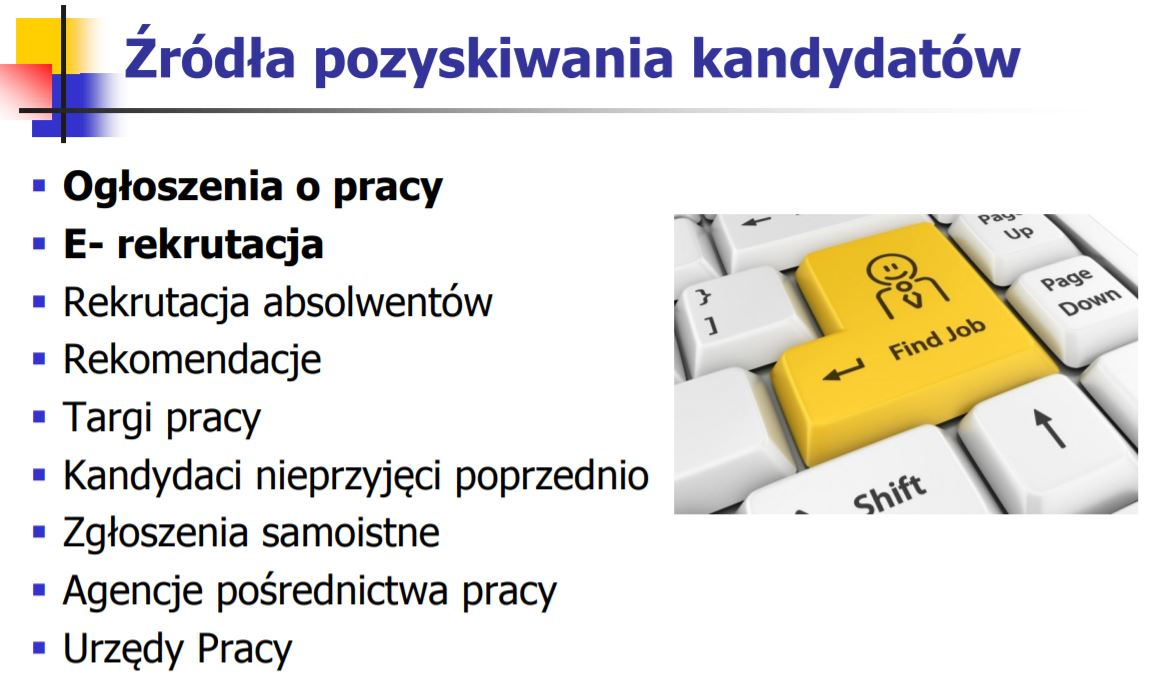 Źródła pozyskiwania kandydatów
Ogłoszenia o pracy
E- rekrutacja
Rekrutacja absolwentów
Rekomendacje
Targi pracy
Kandydaci nieprzyjęci poprzednio
Zgłoszenia samoistne
Agencje pośrednictwa pracy
Urzędy Pracy
Page
Up
Page
Down
}
]
Find Job
Shift